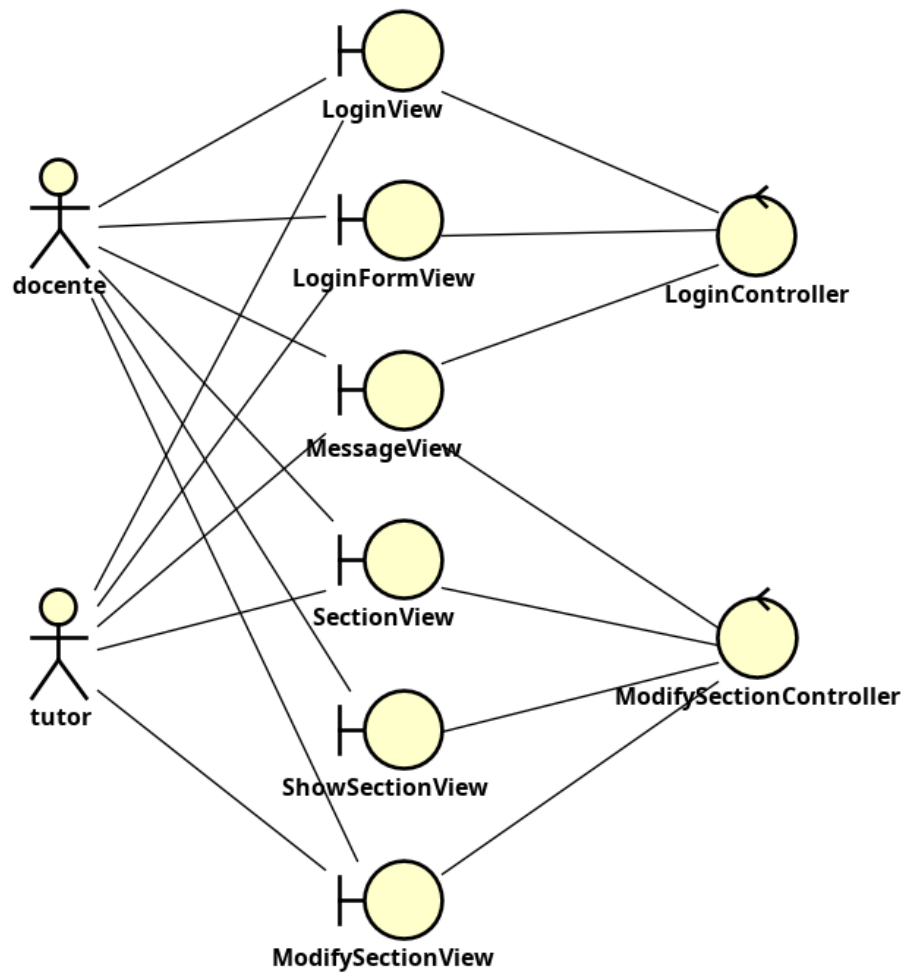 LoginView
docente
LoginFormView
LoginController
MessageView
SectionView
ModifySectionController
tutor
ShowSectionView
ModifySectionView